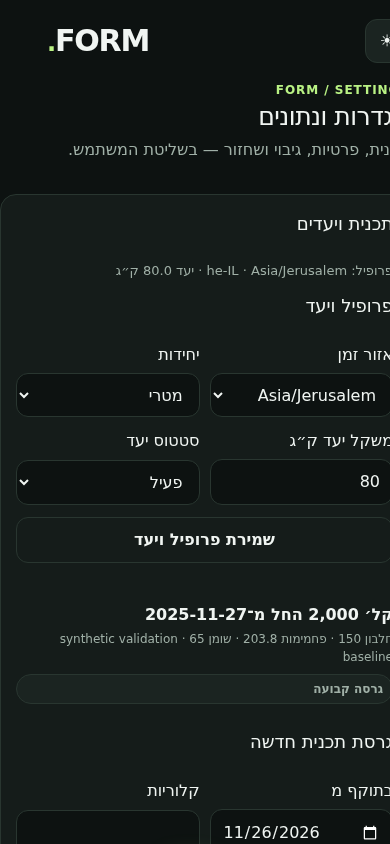 FORM.
FORM / SETTING
גדרות ונתונים
נית, פרטיות, גיבוי ושחזור — בשליטת המשתמש.
תכנית ויעדים
פרופיל: he-IL · Asia/Jerusalem · יעד 80.0 ק״ג
פרופיל ויעד
אזור זמן יחידות
Asia/Jerusalem מטרי
משקל יעד ק״ג סטטוס יעד
80 פעיל
שמירת פרופיל ויעד
קל׳ 2,000 החל מ־2025-11-27
חלבון 150 · פחמימות 203.8 · שומן 65 · synthetic validation
baseline
גרסה קבועה
גרסת תכנית חדשה
בתוקף מ קלוריות
11/26/2026